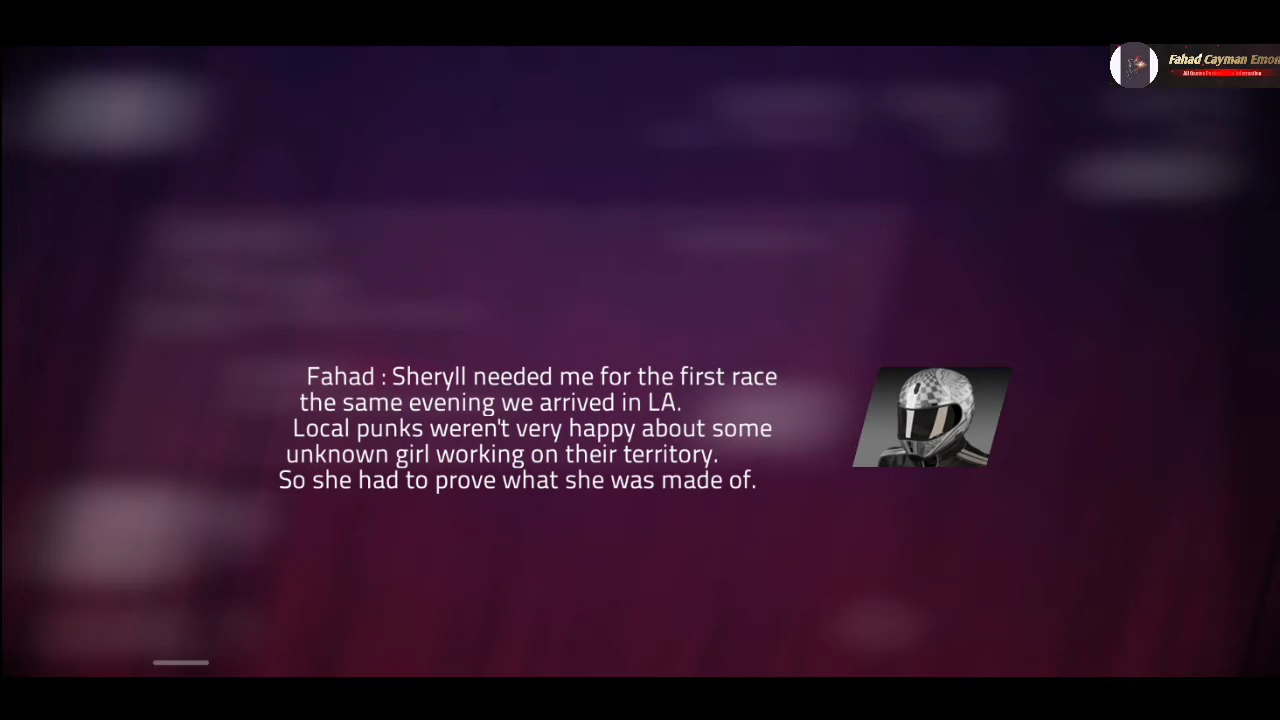 Fahad Cayman Emon
Fahad : Sheryll needed me for the first race
the same evening we arrived in LA.
Local punks weren't very happy about some
unknown girl working on their territory.
So she had to prove what she was made of.